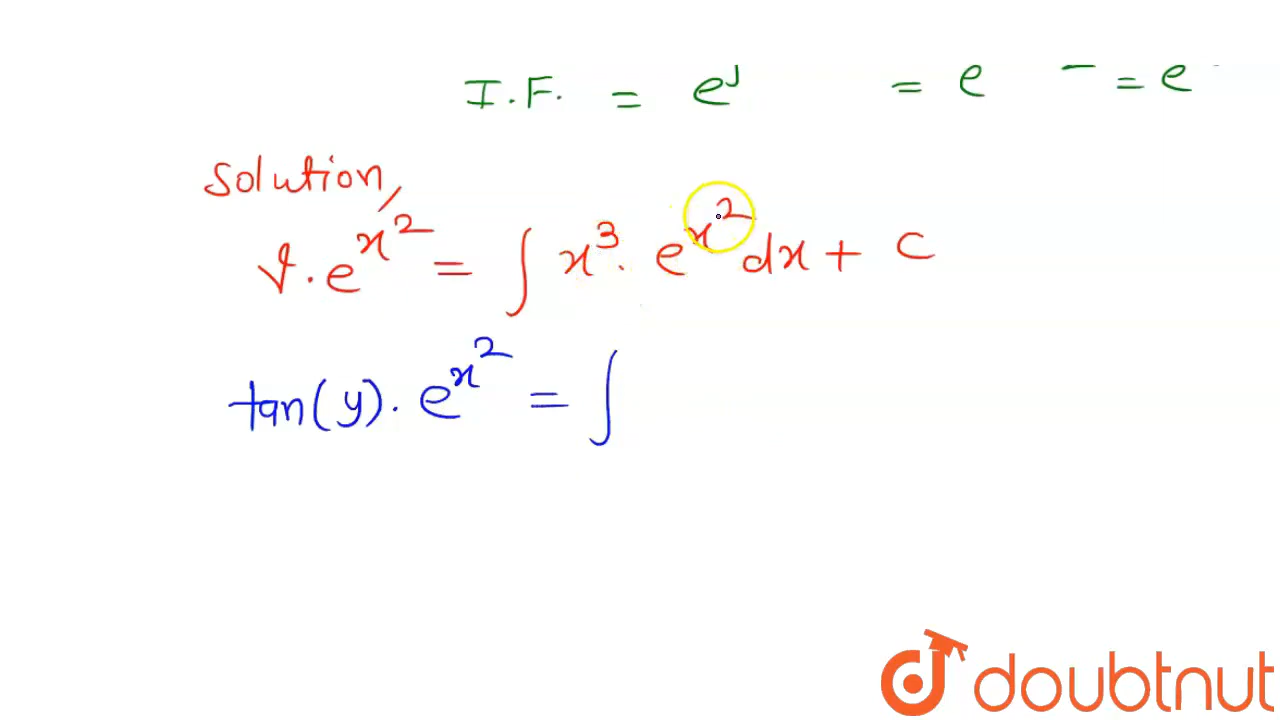 I.F. = e = e = e
Solution,
v.e^x^2 = ∫ x^3 . e^x^2 dx + c
tan(y). e^x^2 = ∫
doubtnut